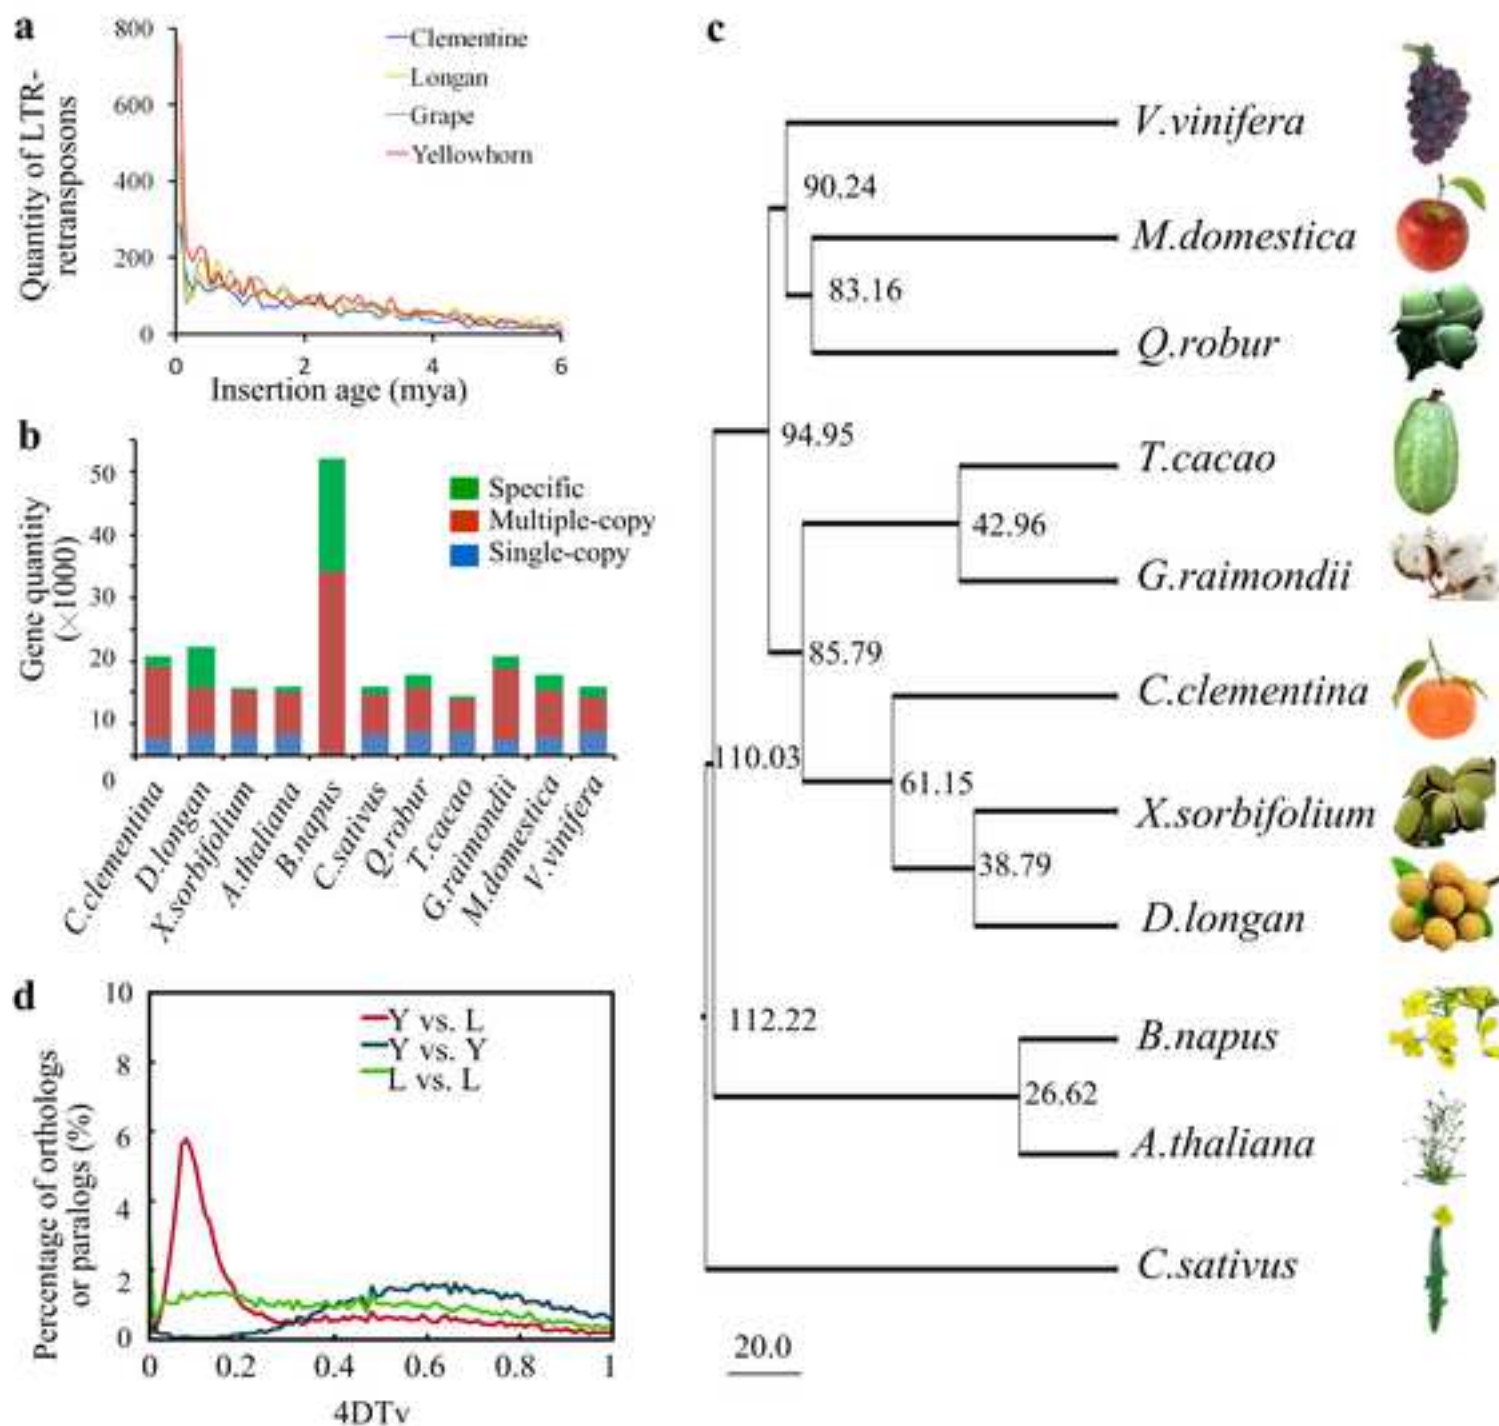 a
800
600
400
200
0
0
2
4
6
Quantity of LTR-
retransposons
Insertion age (mya)
Clementine
Longan
Grape
Yellowhorn
b
50
40
30
20
10
0
Gene quantity
(×1000)
Specific
Multiple-copy
Single-copy
C.clementina
D.longan
X.sorbifolium
A.thaliana
B.napus
C.sativus
Q.robur
T.cacao
G.raimondii
M.domestica
V.vinifera
d
10
8
6
4
2
0
0
0.2
0.4
0.6
0.8
1
Percentage of orthologs
or paralogs (%)
4DTv
Y vs. L
Y vs. Y
L vs. L
c
V.vinifera
90.24
M.domestica
83.16
Q.robur
94.95
T.cacao
42.96
G.raimondii
85.79
C.clementina
110.03
61.15
X.sorbifolium
38.79
D.longan
112.22
B.napus
26.62
A.thaliana
C.sativus
20.0